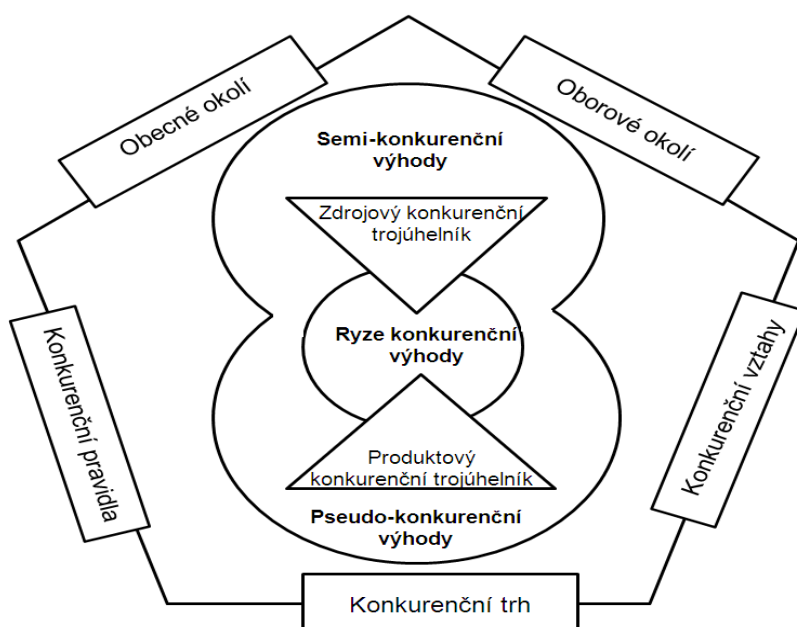 Obecné okolí
Oborové okolí
Semi-konkurenční
výhody
Zdrojový konkurenční
trojúhelník
Ryze konkurenční
výhody
Konkurenční pravidla
Konkurenční vztahy
Produktový
konkurenční trojúhelník
Pseudo-konkurenční
výhody
Konkurenční trh